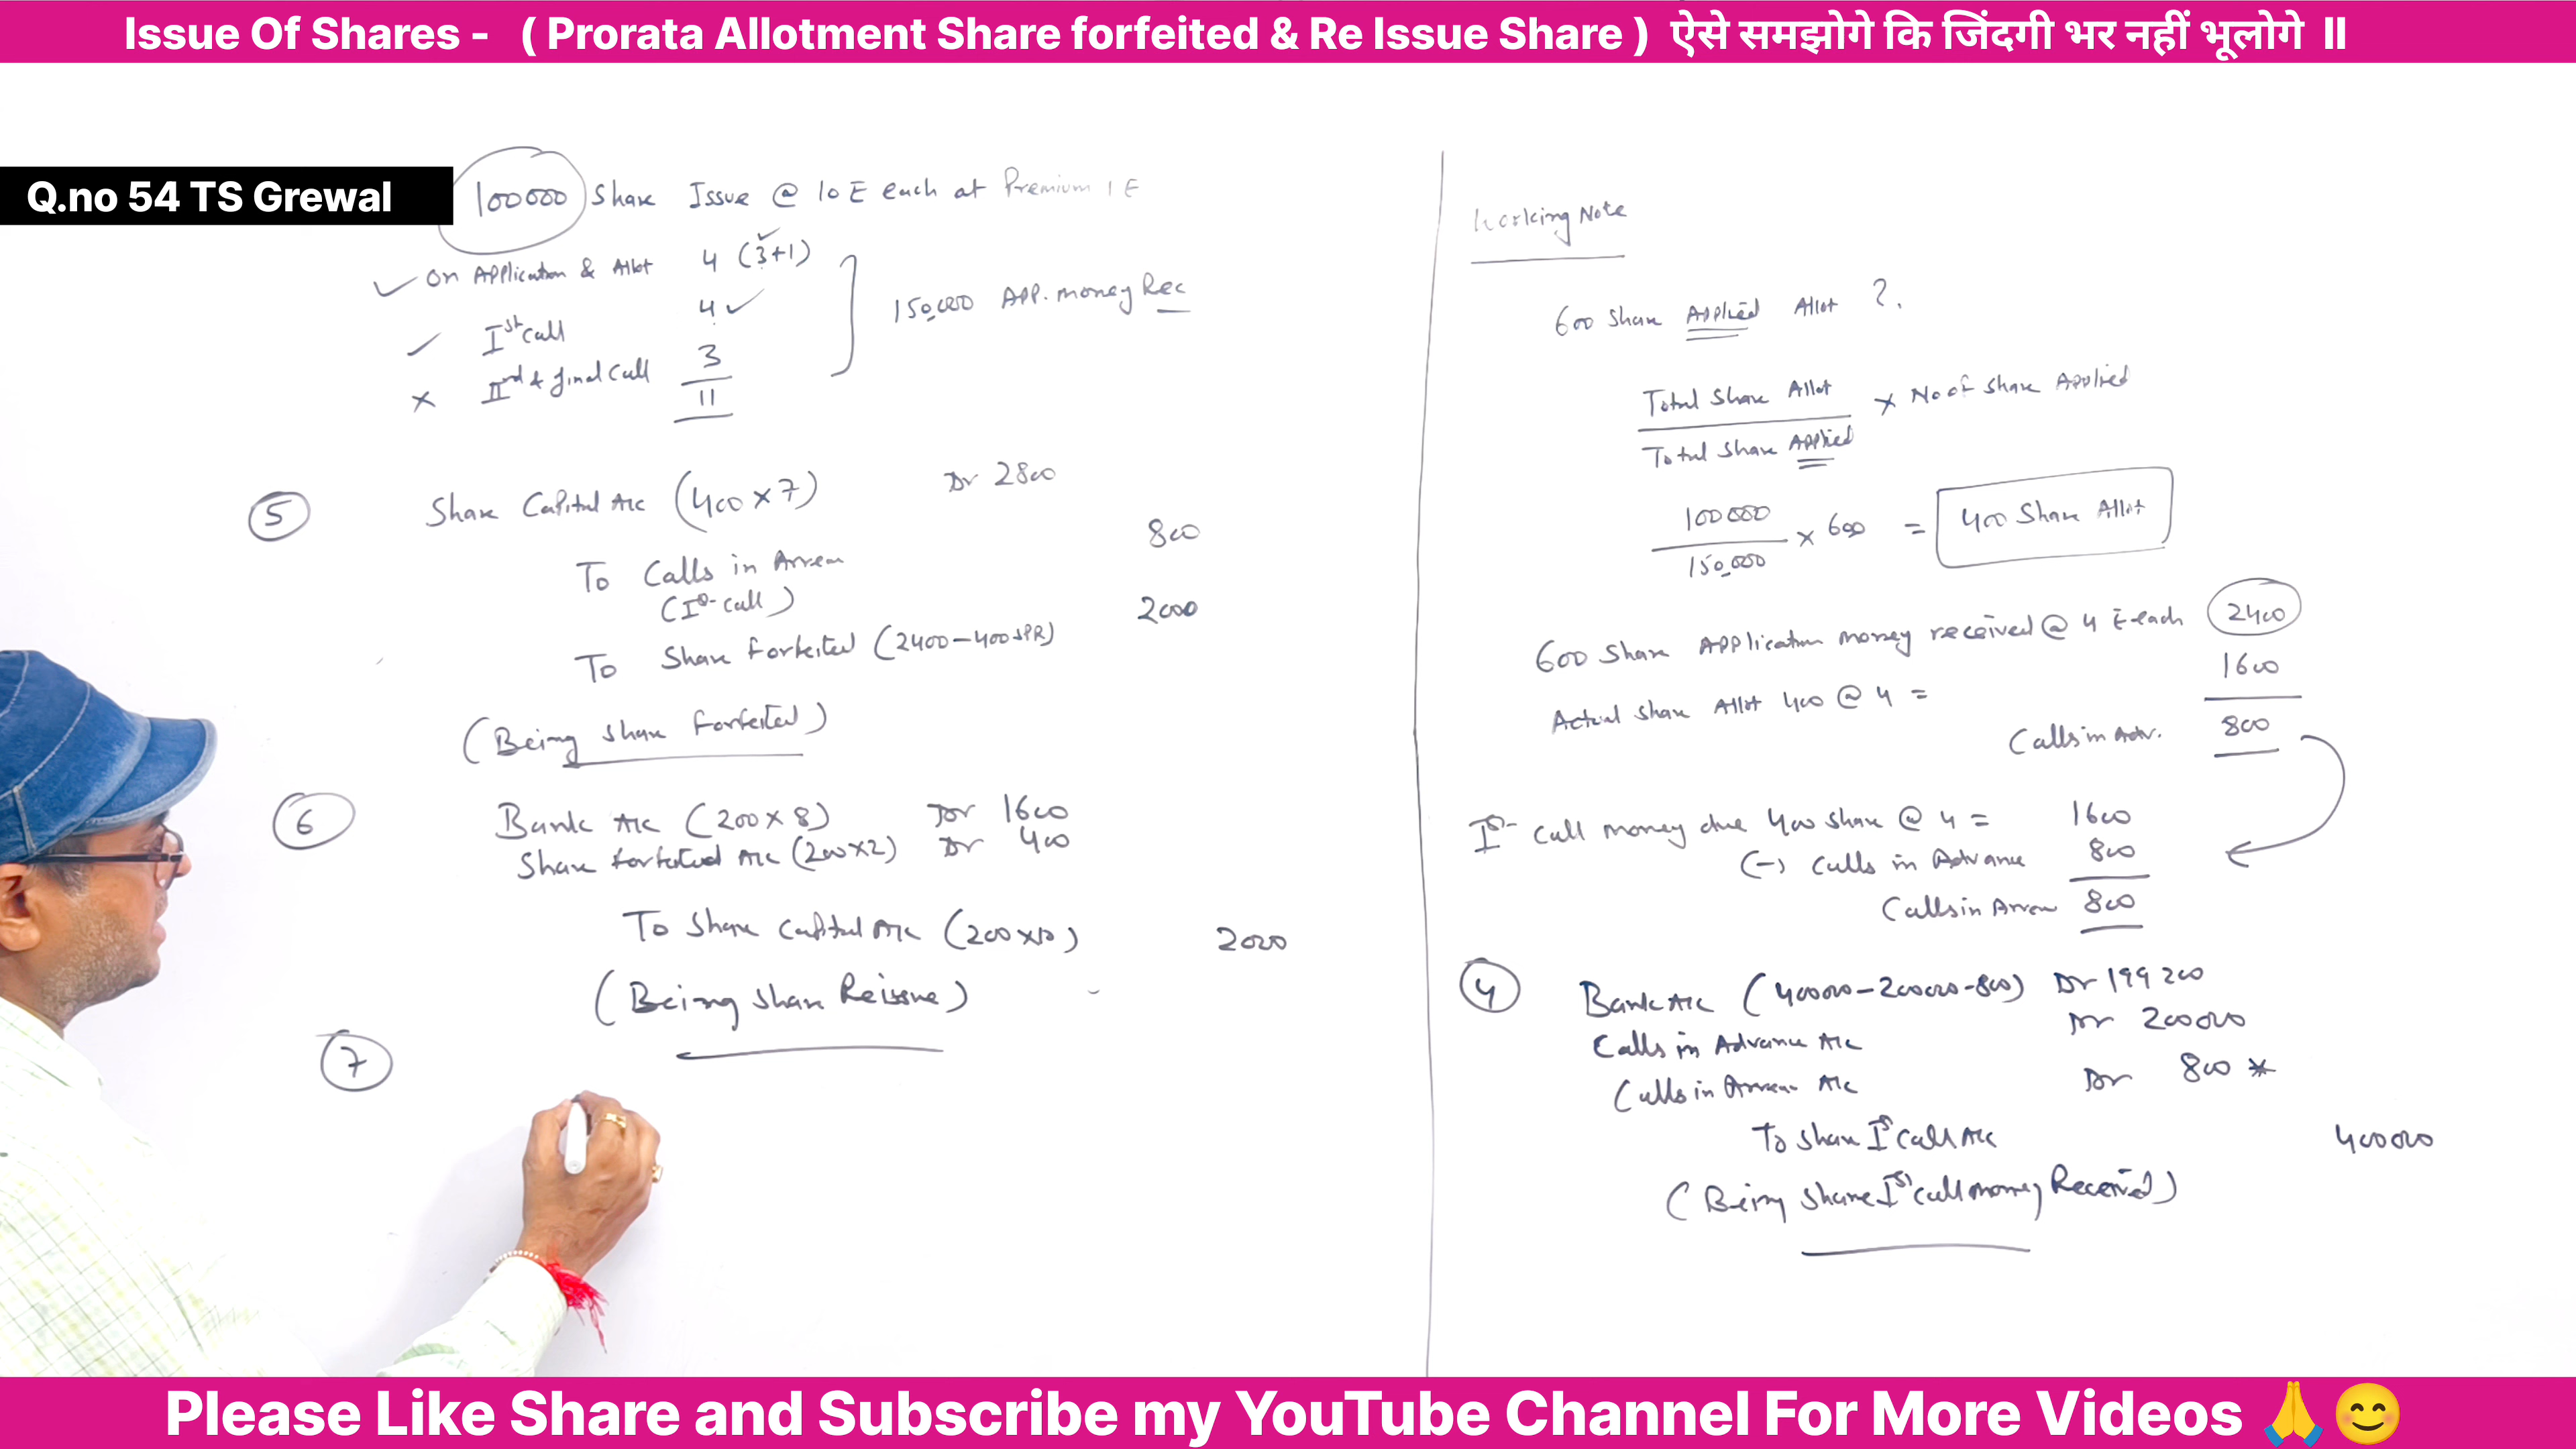 Issue Of Shares - ( Prorata Allotment Share forfeited & Re Issue Share ) ऐसे समझोगे कि जिंदगी भर नहीं भूलोगे ॥
Q.no 54 TS Grewal
100000 Share Issue @ 10 E each at Premium 1 E
✓ on Application & Allot 4 (3+1)
✓ Ist call 4 ✓
150,000 App. money Rec
× IInd & final call 3
11
5 Share Capital A/c (400 × 7) Dr 2800
To Calls in Arrear 800
(Ist call)
To Share forfeited (2400 – 400 SPR) 2000
(Being share forfeited)
6 Bank A/c (200 × 8) Dr 1600
Share forfeited A/c (200×2) Dr 400
To Share capital A/c (200×10) 2000
(Being share Reissue)
7
Working Note
600 share Applied Allot ?
Total Share Allot
× No of share Applied
Total share Applied
100000
× 600 = 400 Share Allot
150,000
600 share Application money received @ 4 E each 2400
Actual share Allot 400 @ 4 = 1600
Calls in Adv. 800
Ist call money due 400 share @ 4 = 1600
(-) calls in Advance 800
Calls in Arrear 800
4 Bank A/c (400000 – 200000 - 800) Dr 199200
Calls in Advance A/c Dr 200000
Calls in Arrear A/c Dr 800 *
To share Ist call A/c 400000
(Being share Ist call money Received)
Please Like Share and Subscribe my YouTube Channel For More Videos 🙏😊